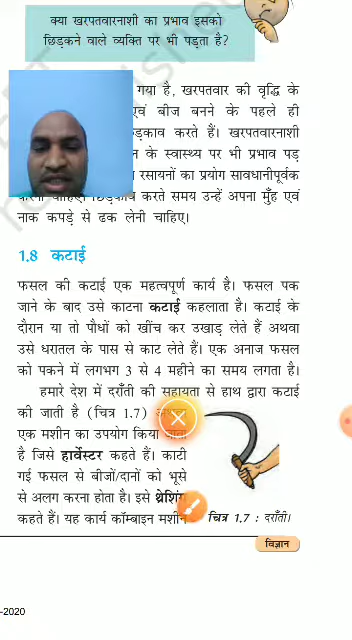 क्या खरपतवारनाशी का प्रभाव इसको
छिड़कने वाले व्यक्ति पर भी पड़ता है?
गया है, खरपतवार की वृद्धि के
एवं बीज बनने के पहले ही
करते हैं। खरपतवारनाशी
के स्वास्थ्य पर भी प्रभाव पड़
रसायनों का प्रयोग सावधानीपूर्वक
करते समय उन्हें अपना मुँह एवं
नाक कपड़े से ढक लेनी चाहिए।
1.8 कटाई
फसल की कटाई एक महत्वपूर्ण कार्य है। फसल पक
जाने के बाद उसे काटना कटाई कहलाता है। कटाई के
दौरान या तो पौधों को खींच कर उखाड़ लेते हैं अथवा
उसे धरातल के पास से काट लेते हैं। एक अनाज फसल
को पकने में लगभग 3 से 4 महीने का समय लगता है।
हमारे देश में दराँती की सहायता से हाथ द्वारा कटाई
की जाती है (चित्र 1.7)
एक मशीन का उपयोग किया
है जिसे हार्वेस्टर कहते हैं। काटी
गई फसल से बीजों/दानों को भूसे
से अलग करना होता है। इसे थ्रेशिंग
कहते हैं। यह कार्य कॉम्बाइन मशीन
चित्र 1.7 : दराँती।
विज्ञान
-2020